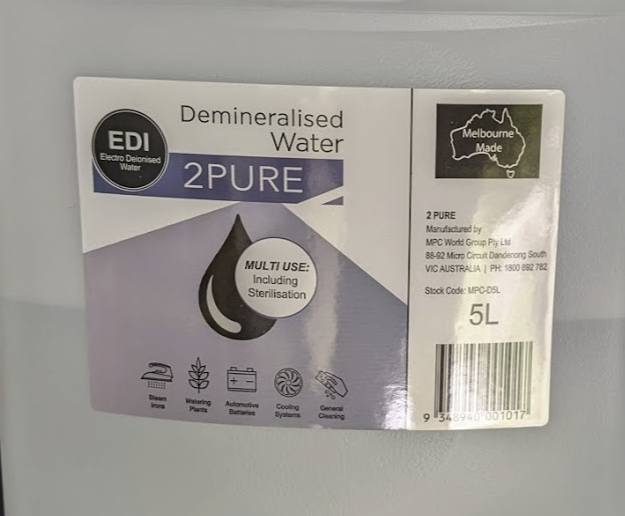 EDI
Electro Deionised
Water
Demineralised
Water
2PURE
MULTI USE:
Including
Sterilisation
Steam
Irons
Watering
Plants
Automotive
Batteries
Cooling
Systems
General
Cleaning
Melbourne
Made
2 PURE
Manufactured by
MPC World Group Pty Ltd
88-92 Micro Circuit Dandenong South
VIC AUSTRALIA | PH: 1800 692 782
Stock Code: MPC-D5L
5L
9 348940 001017